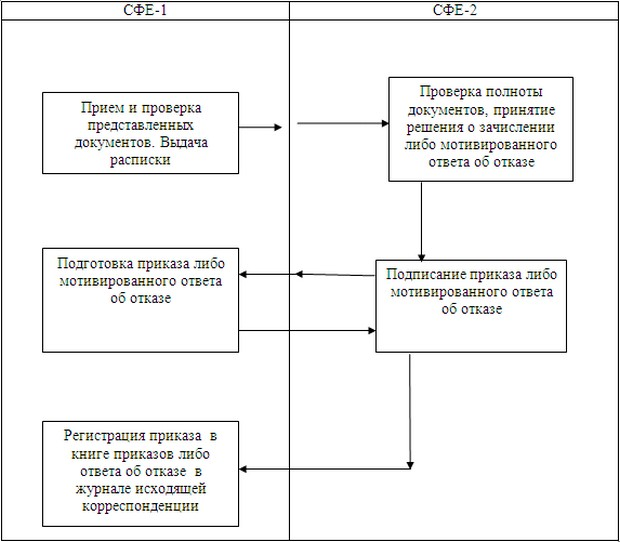 СФЕ-1
СФЕ-2
Прием и проверка
представленных
документов. Выдача
расписки
Проверка полноты
документов, принятие
решения о зачислении
либо мотивированного
ответа об отказе
Подготовка приказа либо
мотивированного ответа
об отказе
Подписание приказа либо
мотивированного ответа
об отказе
Регистрация приказа в
книге приказов либо
ответа об отказе в
журнале исходящей
корреспонденции